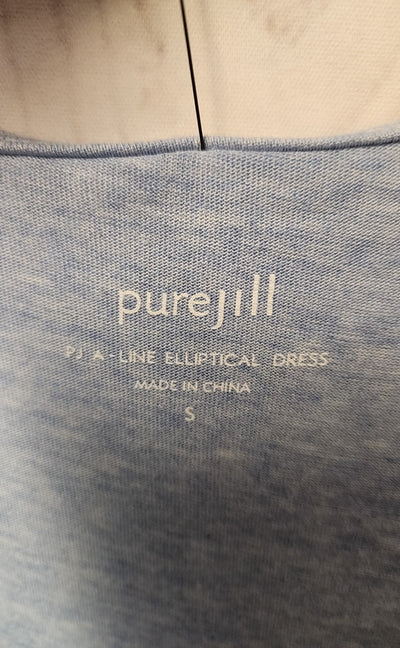 purejill
PJ A-LINE ELLIPTICAL DRESS
MADE IN CHINA
S